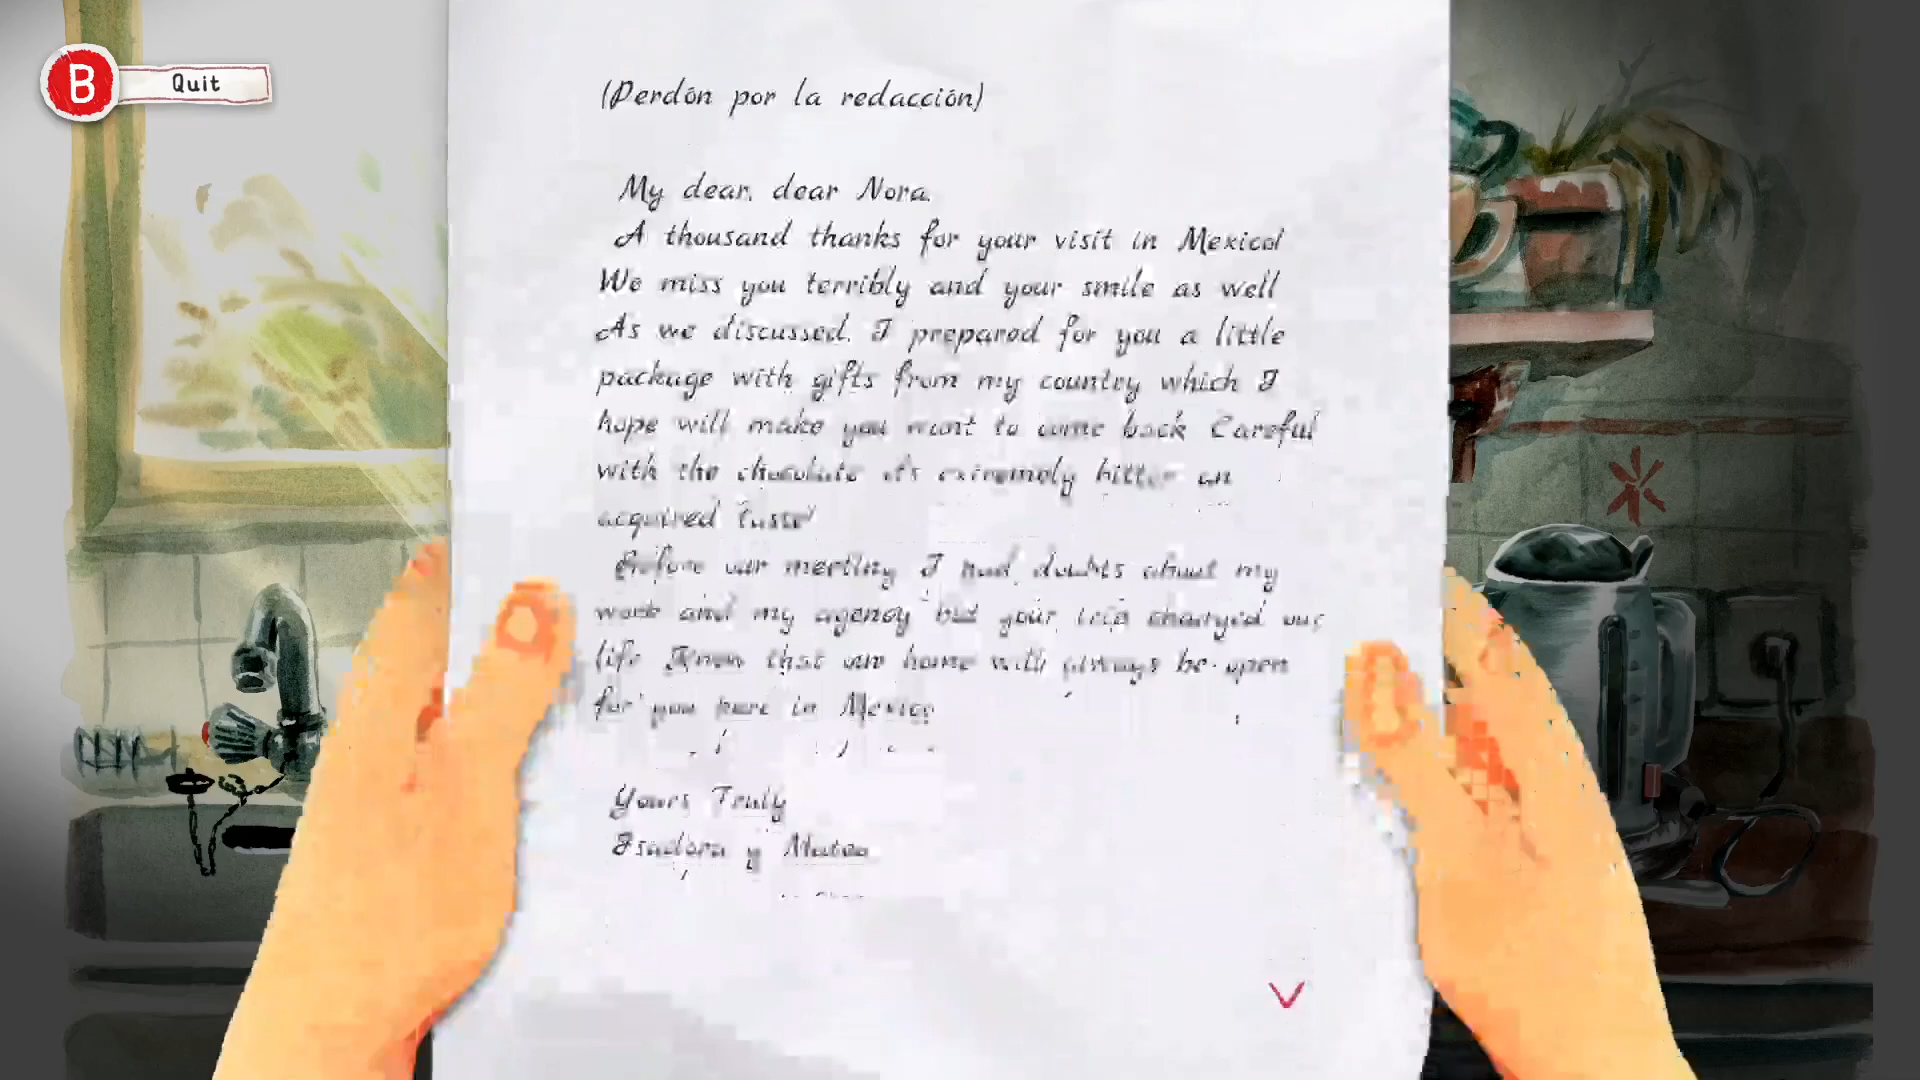 B Quit
(Perdón por la redacción)
My dear, dear Nora,
A thousand thanks for your visit in Mexico!
We miss you terribly and your smile as well
As we discussed, I prepared for you a little
package with gifts from my country which I
hope will make you want to come back Careful
with the chocolate it's extremely bitter an
acquired taste!
Before our meeting I had doubts about my
work and my agency but your trip changed our
life Know that our home will always be open
for you here in Mexico
Yours Truly
Isadora y Mateo